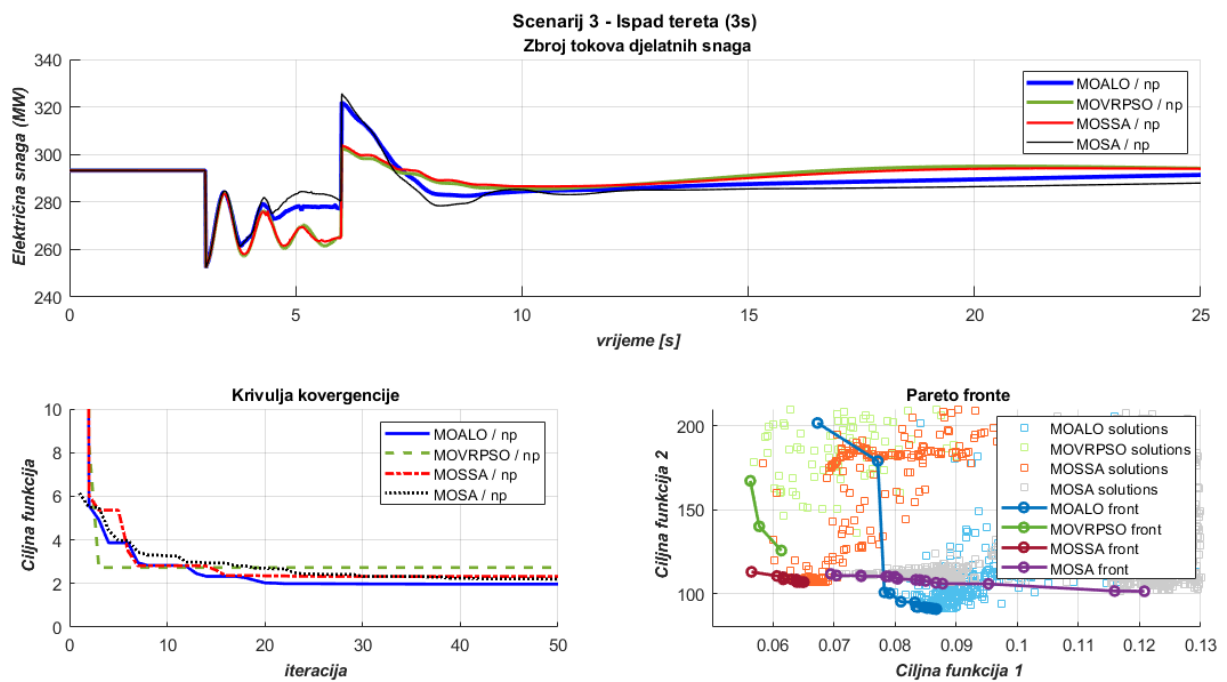 Scenarij 3 - Ispad tereta (3s)
Zbroj tokova djelatnih snaga
Električna snaga (MW)
340
320
300
280
260
240
0
5
10
15
20
25
vrijeme [s]
MOALO / np
MOVRPSO / np
MOSSA / np
MOSA / np
Krivulja kovergencije
Ciljna funkcija
10
8
6
4
2
0
0
10
20
30
40
50
iteracija
MOALO / np
MOVRPSO / np
MOSSA / np
MOSA / np
Pareto fronte
Ciljna funkcija 2
200
150
100
0.06
0.07
0.08
0.09
0.1
0.11
0.12
0.13
Ciljna funkcija 1
MOALO solutions
MOVRPSO solutions
MOSSA solutions
MOSA solutions
MOALO front
MOVRPSO front
MOSSA front
MOSA front